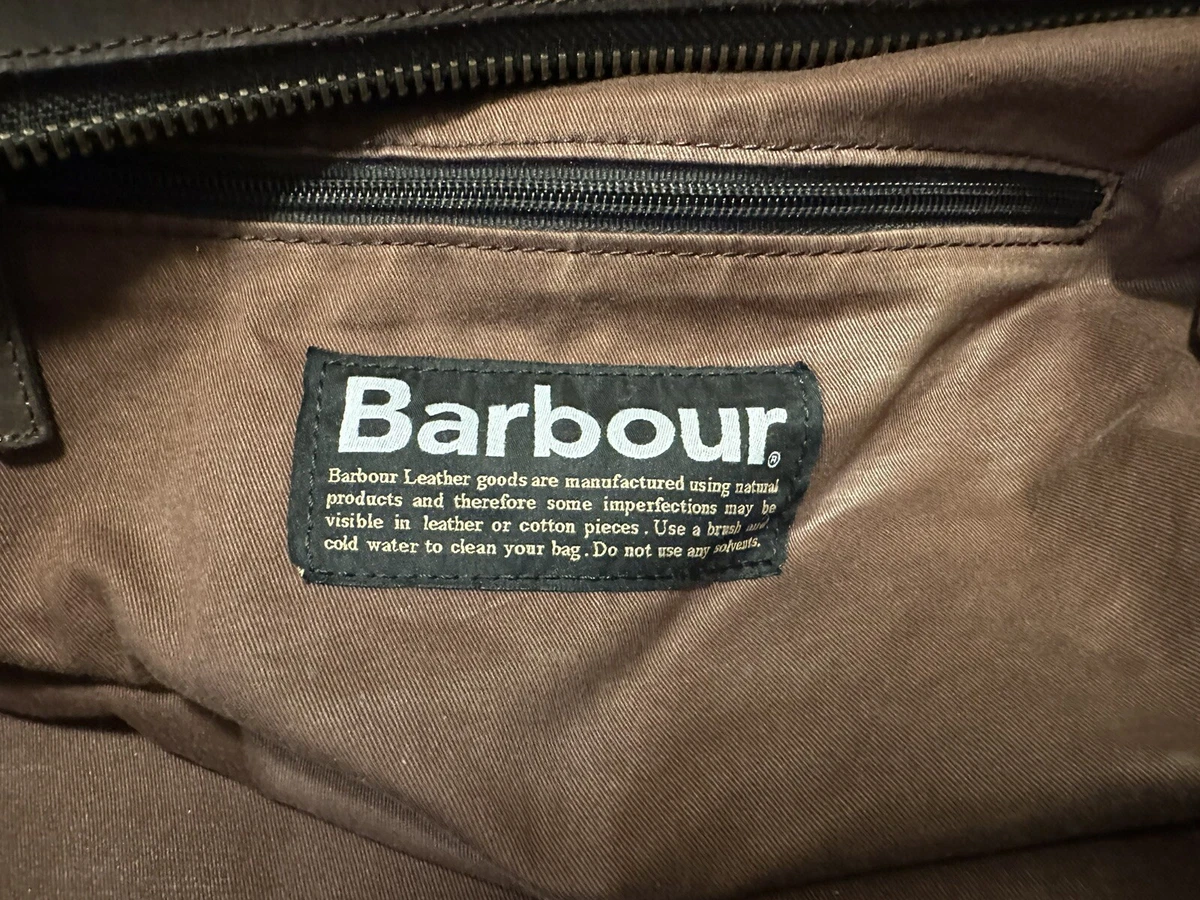 Barbour®
Barbour Leather goods are manufactured using natural
products and therefore some imperfections may be
visible in leather or cotton pieces . Use a brush and
cold water to clean your bag . Do not use any solvents.